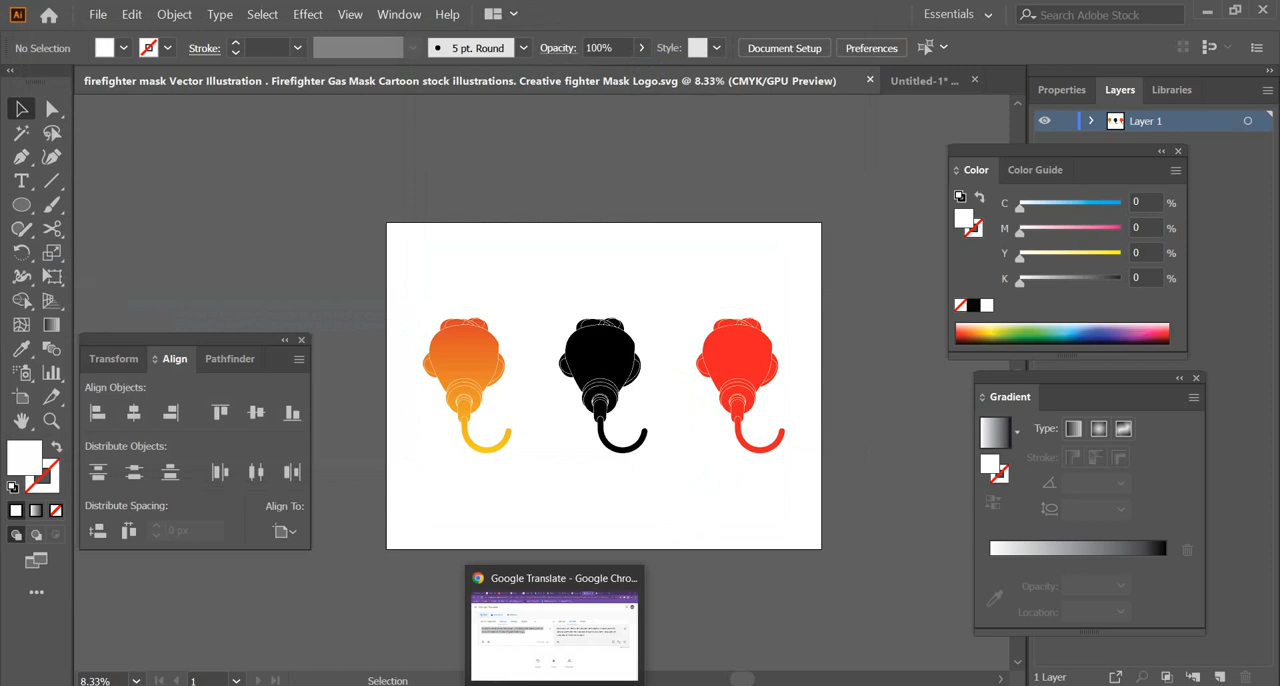 Ai File Edit Object Type Select Effect View Window Help Essentials Search Adobe Stock
No Selection Stroke: 5 pt. Round Opacity: 100% Style: Document Setup Preferences
firefighter mask Vector Illustration . Firefighter Gas Mask Cartoon stock illustrations. Creative fighter Mask Logo.svg @ 8.33% (CMYK/GPU Preview) × Untitled-1* ... ×
Properties Layers Libraries
Layer 1
Color Color Guide
C 0 %
M 0 %
Y 0 %
K 0 %
Transform Align Pathfinder
Align Objects:
Distribute Objects:
Distribute Spacing: Align To:
0 px
Gradient
Type:
Stroke:
Opacity:
Location:
Google Translate - Google Chro...
8.33% 1 Selection
1 Layer